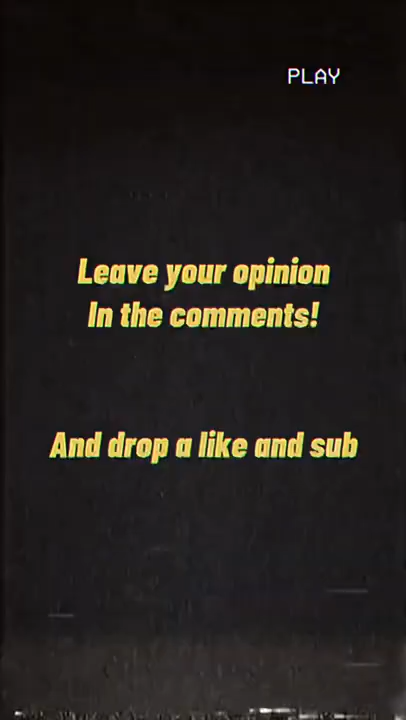 PLAY
Leave your opinion
In the comments!
And drop a like and sub